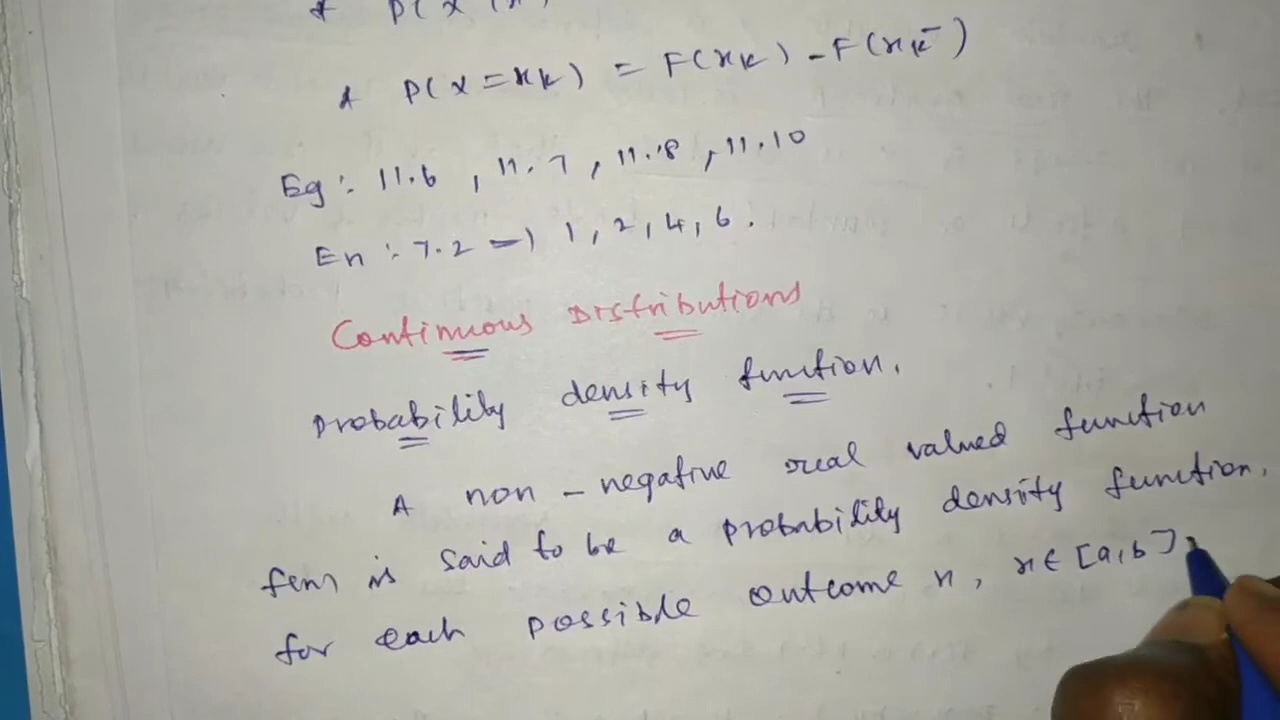 P(X
P(X=xk) = F(xk) - F(xk⁻)
Eg: 11.6, 11.7, 11.8, 11.10
Ex: 7.2 → 1, 2, 4, 6.
Continuous Distributions
Probability density function.
A non-negative real valued function
f(x) is said to be a probability density function,
for each possible outcome x, x∈[a,b]